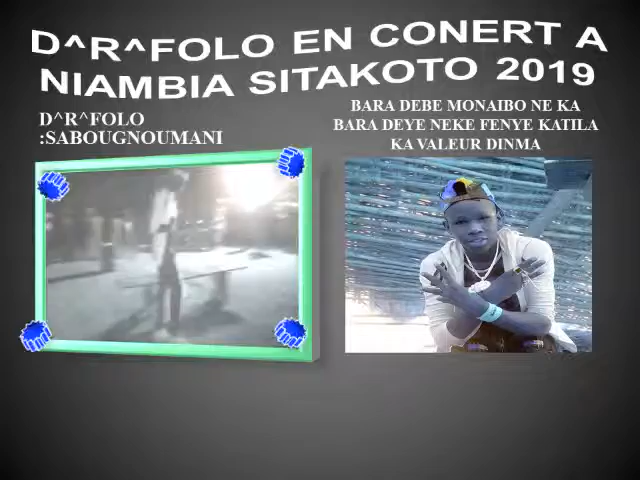 D^R^FOLO EN CONERT A
NIAMBIA SITAKOTO 2019
D^R^FOLO
:SABOUGNOUMANI
BARA DEBE MONAIBO NE KA
BARA DEYE NEKE FENYE KATILA
KA VALEUR DINMA